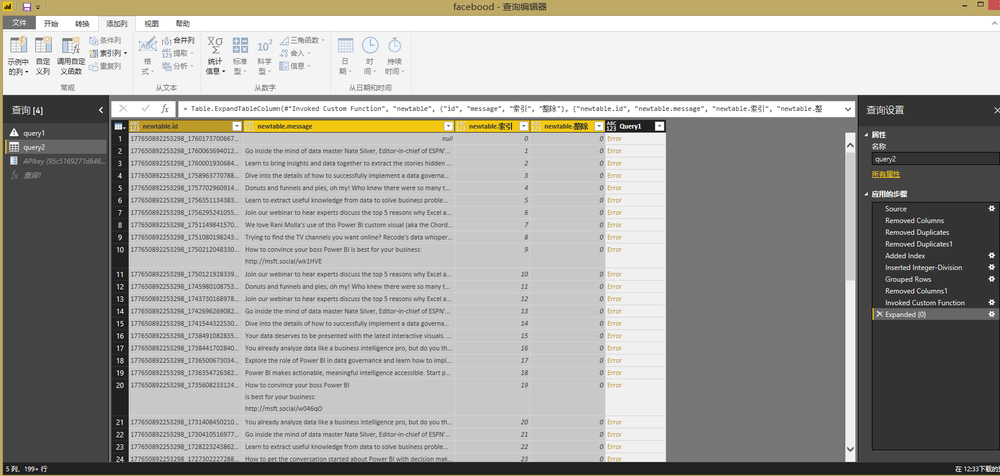 facebood - 查询编辑器
文件 开始 转换 添加列 视图 帮助
示例中的列 自定义列 调用自定义函数 条件列 索引列 重复列
常规
格式 合并列 提取 分析
从文本
统计信息 标准型 科学型 三角函数 舍入 信息
从数字
日期 时间 持续时间
从日期和时间
查询 [4]
query1
query2
APIkey (95c5169271d646...
查询1
= Table.ExpandTableColumn(#"Invoked Custom Function", "newtable", {"id", "message", "索引", "整除"}, {"newtable.id", "newtable.message", "newtable.索引", "newtable.整
newtable.id newtable.message newtable.索引 newtable.整除 Query1
1 177650892253298_1760173700667... null 0 0 Error
2 177650892253298_1760063694012... Go inside the mind of data master Nate Silver, Editor-in-chief of ESPN'... 1 0 Error
3 177650892253298_1760001930684... Learn to bring insights and data together to extract the stories hidden ... 2 0 Error
4 177650892253298_1758963770788... Dive into the details of how to successfully implement a data governa... 3 0 Error
5 177650892253298_1757702960914... Donuts and funnels and pies, oh my! Who knew there were so many t... 4 0 Error
6 177650892253298_1756351134383... Learn to extract useful knowledge from data to solve business proble... 5 0 Error
7 177650892253298_1756295241055... Join our webinar to hear experts discuss the top 5 reasons why Excel a... 6 0 Error
8 177650892253298_1751149841570... We love Rani Molla's use of this Power BI custom visual (aka the Chord... 7 0 Error
9 177650892253298_1751080198243... Trying to find the TV channels you want online? Recode's data whisper... 8 0 Error
10 177650892253298_1750212048330... How to convince your boss Power BI is best for your business: 9 0 Error
http://msft.social/wk1HVE
11 177650892253298_1750121928339... Join our webinar to hear experts discuss the top 5 reasons why Excel a... 10 0 Error
12 177650892253298_1745980108753... Donuts and funnels and pies, oh my! Who knew there were so many t... 11 0 Error
13 177650892253298_1743730168978... Join our webinar to hear experts discuss the top 5 reasons why Excel a... 12 0 Error
14 177650892253298_1742696269082... Go inside the mind of data master Nate Silver, Editor-in-chief of ESPN'... 13 0 Error
15 177650892253298_1741544322530... Dive into the details of how to successfully implement a data governa... 14 0 Error
16 177650892253298_1738491082835... Your data deserves to be presented with the latest interactive visuals. ... 15 0 Error
17 177650892253298_1738441702840... You already analyze data like a business intelligence pro, but do you th... 16 0 Error
18 177650892253298_1736500673034... Explore the role of Power BI in data governance and learn how to impl... 17 0 Error
19 177650892253298_1736354726382... Power BI makes actionable, meaningful intelligence accessible. Start p... 18 0 Error
20 177650892253298_1735608233124... How to convince your boss Power BI 19 0 Error
is best for your business:
http://msft.social/w046qO
21 177650892253298_1731408450210... You already analyze data like a business intelligence pro, but do you th... 20 0 Error
22 177650892253298_1730410516977... Go inside the mind of data master Nate Silver, Editor-in-chief of ESPN'... 21 0 Error
23 177650892253298_1728223243862... Learn to extract useful knowledge from data to solve business proble... 22 0 Error
24 177650892253298_1727302227288... How to get the conversation started about Power BI with decision mak... 23 0 Error
查询设置
属性
名称
query2
所有属性
应用的步骤
Source
Removed Columns
Removed Duplicates
Removed Duplicates1
Added Index
Inserted Integer-Division
Grouped Rows
Removed Columns1
Invoked Custom Function
Expanded {0}
5 列、199+ 行
在 12:33下载的